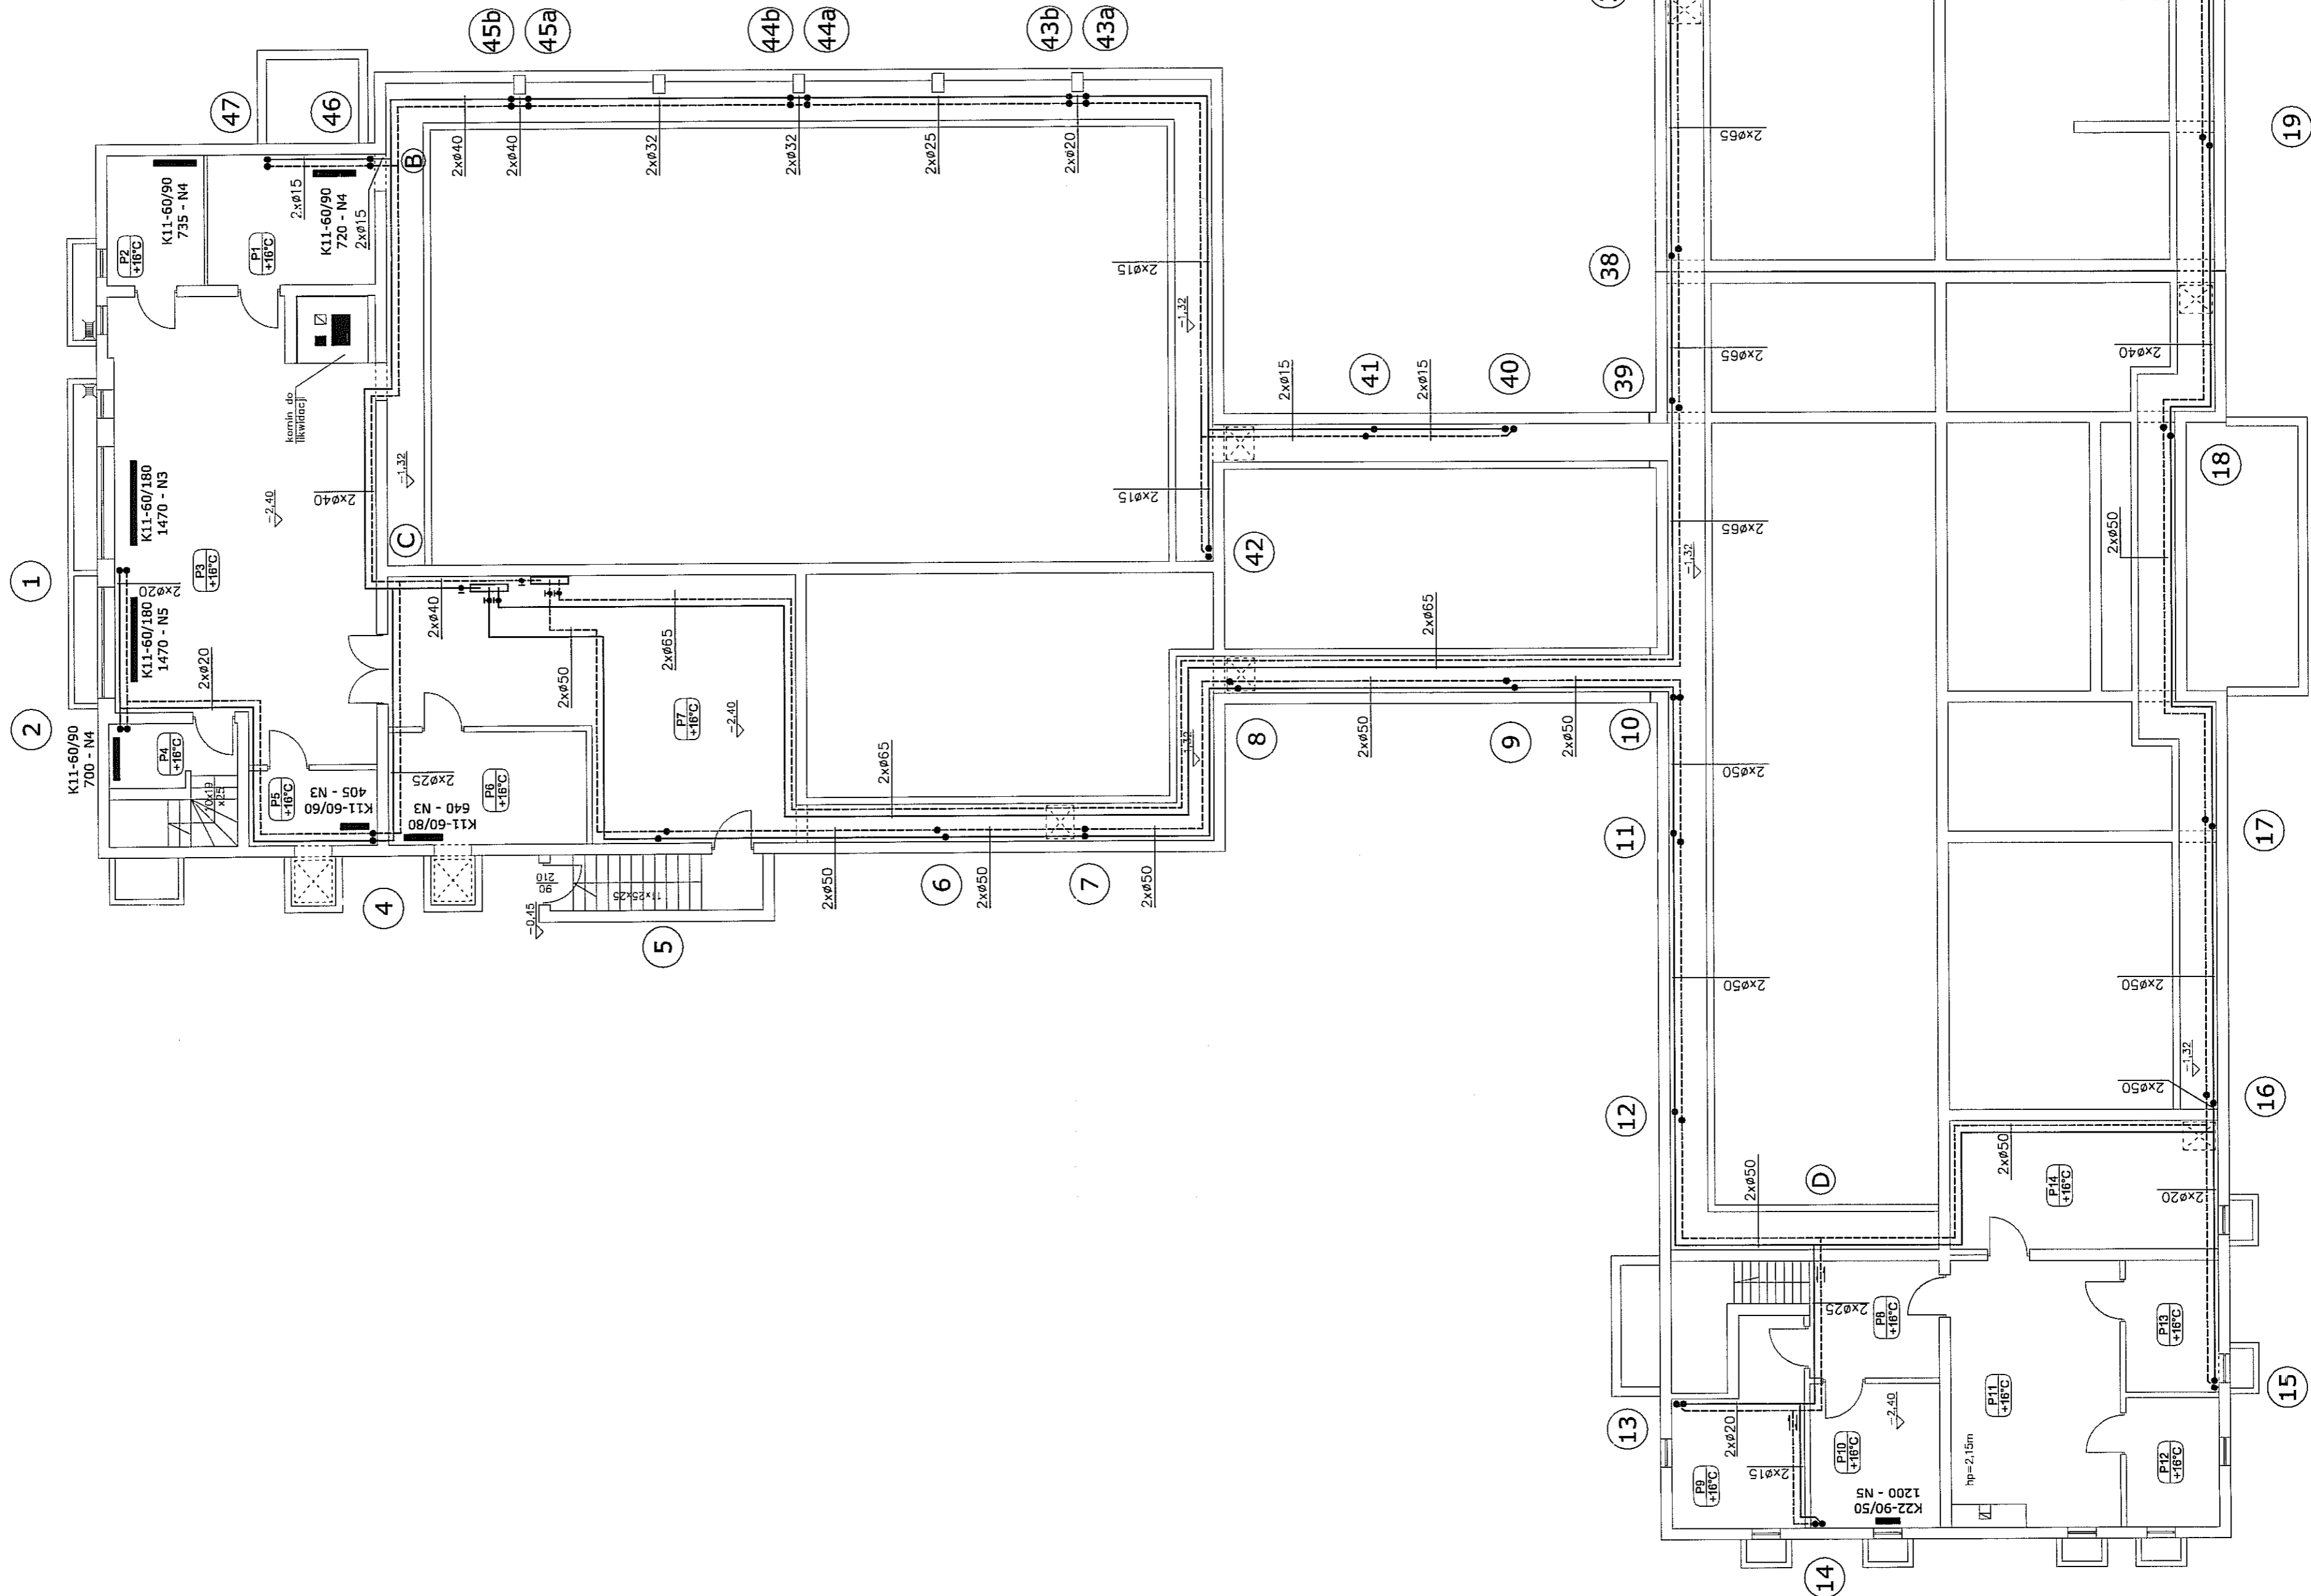 45b
45a
44b
44a
43b
43a
47
46
B
2xø40
2xø40
2xø32
2xø32
2xø25
2xø20
2xø15
K11-60/90
735 - N4
K11-60/90
720 - N4
2xø15
P2
+16°C
P1
+16°C
komin do
likwidacji
2xø15
-1,32
2xø65
19
38
2xø65
39
2xø40
2xø15
41
2xø15
40
1
K11-60/180
1470 - N3
-2,40
2xø40
-1,32
C
P3
+16°C
2xø20
K11-60/180
1470 - N5
2xø20
2xø15
42
2xø65
-1,32
2xø50
18
2
K11-60/90
700 - N4
P4
+16°C
10x19
x25
P5
+16°C
K11-60/60
405 - N3
2xø25
P6
+16°C
K11-60/80
640 - N3
2xø40
2xø50
2xø65
P7
+16°C
-2,40
2xø65
-1,32
8
2xø50
2xø65
9
2xø50
10
2xø50
4
5
-0,45
90
210
11x25x25
2xø50
6
2xø50
7
2xø50
11
17
2xø50
2xø50
12
-1,32
2xø50
16
2xø50
D
2xø50
P14
+16°C
2xø20
2xø25
P8
+16°C
P13
+16°C
13
2xø20
P11
+16°C
15
P9
+16°C
2xø15
P10
+16°C
-2,40
hp=2,15m
P12
+16°C
K22-90/50
1200 - N5
14